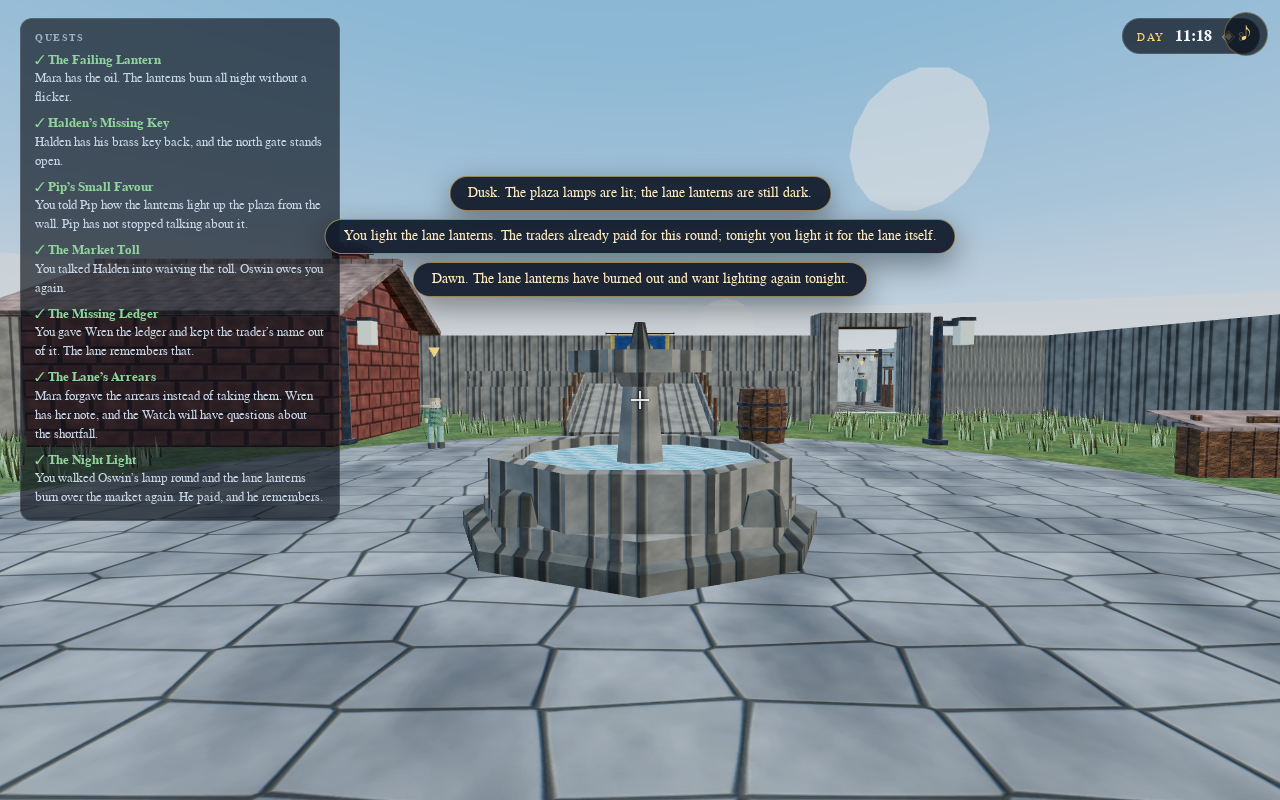 QUESTS
✓ The Failing Lantern
Mara has the oil. The lanterns burn all night without a
flicker.
✓ Halden's Missing Key
Halden has his brass key back, and the north gate stands
open.
✓ Pip's Small Favour
You told Pip how the lanterns light up the plaza from the
wall. Pip has not stopped talking about it.
✓ The Market Toll
You talked Halden into waiving the toll. Oswin owes you
again.
✓ The Missing Ledger
You gave Wren the ledger and kept the trader's name out
of it. The lane remembers that.
✓ The Lane's Arrears
Mara forgave the arrears instead of taking them. Wren
has her note, and the Watch will have questions about
the shortfall.
✓ The Night Light
You walked Oswin's lamp round and the lane lanterns
burn over the market again. He paid, and he remembers.
Dusk. The plaza lamps are lit; the lane lanterns are still dark.
You light the lane lanterns. The traders already paid for this round; tonight you light it for the lane itself.
Dawn. The lane lanterns have burned out and want lighting again tonight.
DAY 11:18